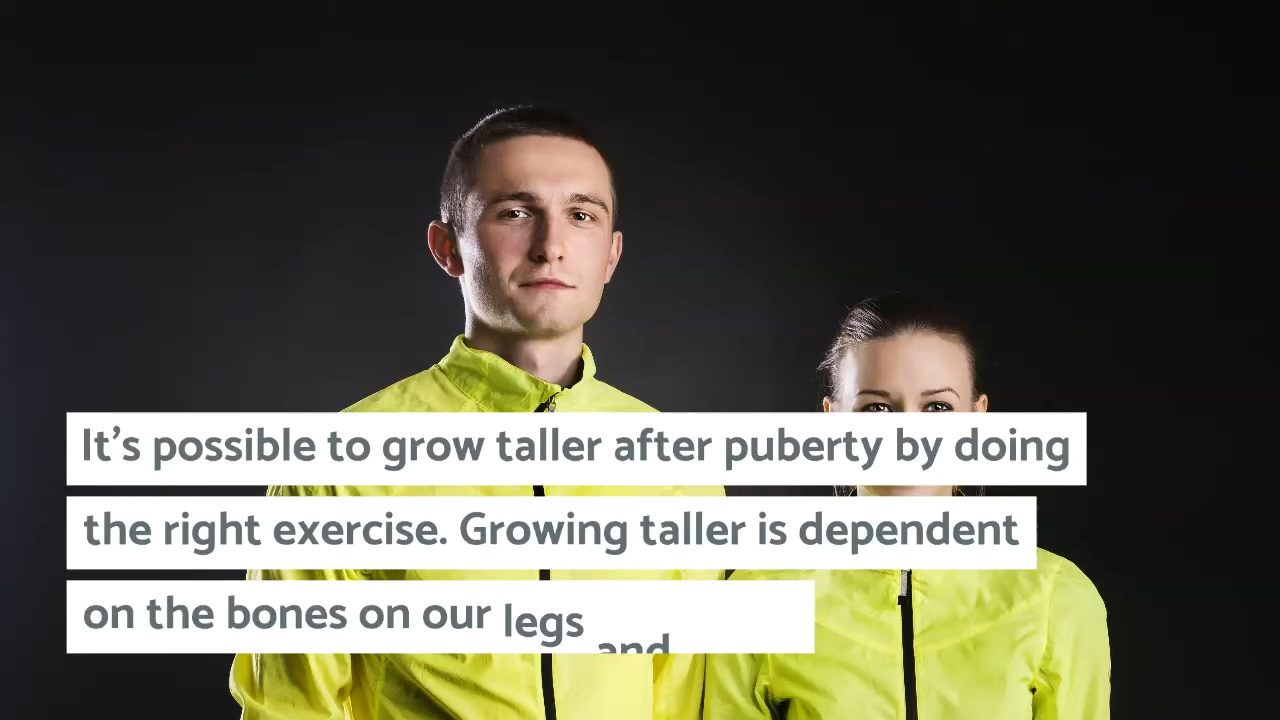 It's possible to grow taller after puberty by doing
the right exercise. Growing taller is dependent
on the bones on our legs and